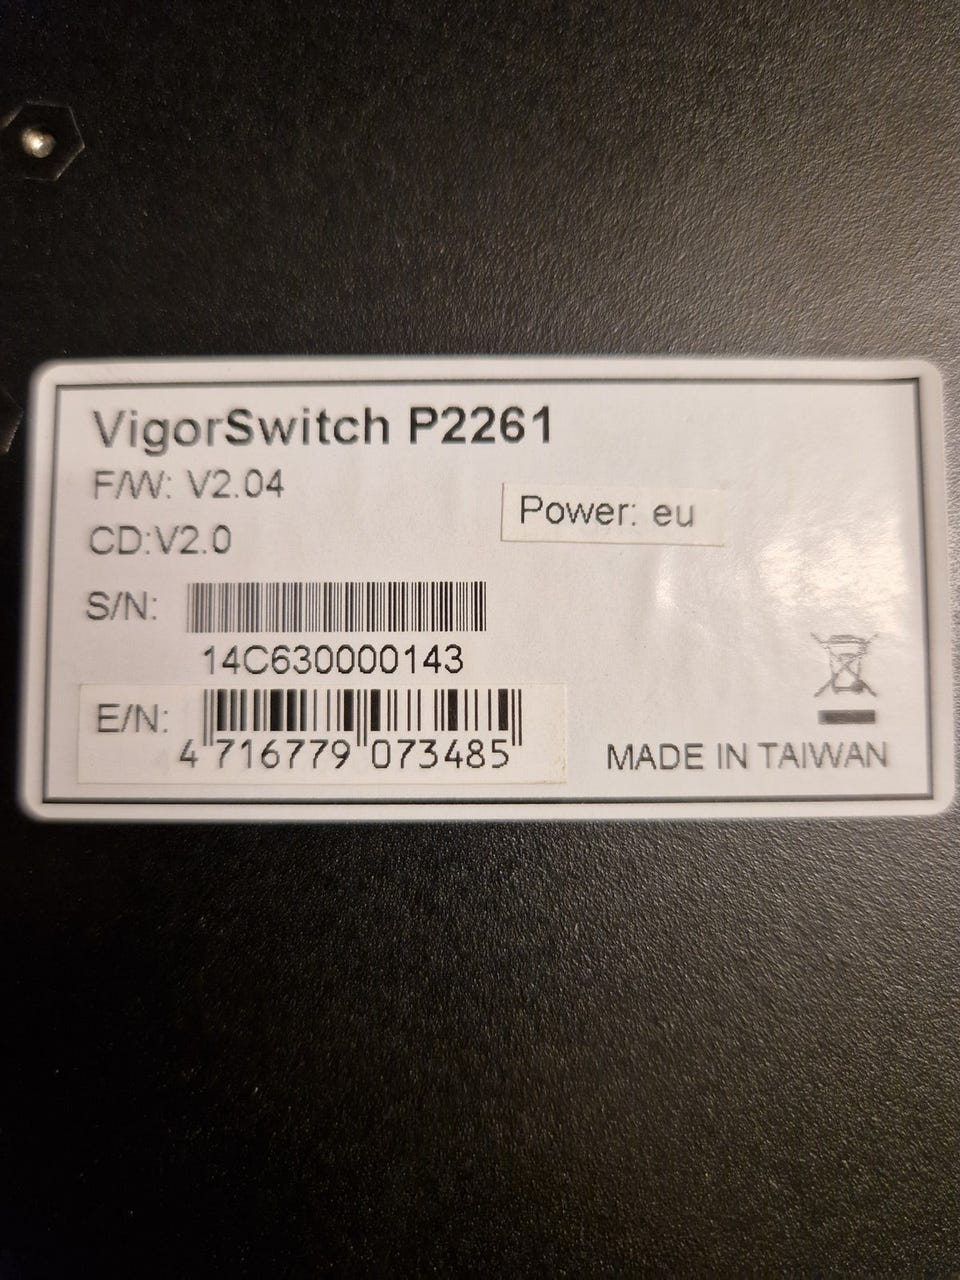 VigorSwitch P2261
F/W: V2.04
Power: eu
CD:V2.0
S/N:
14C630000143
E/N:
4 716779 073485
MADE IN TAIWAN